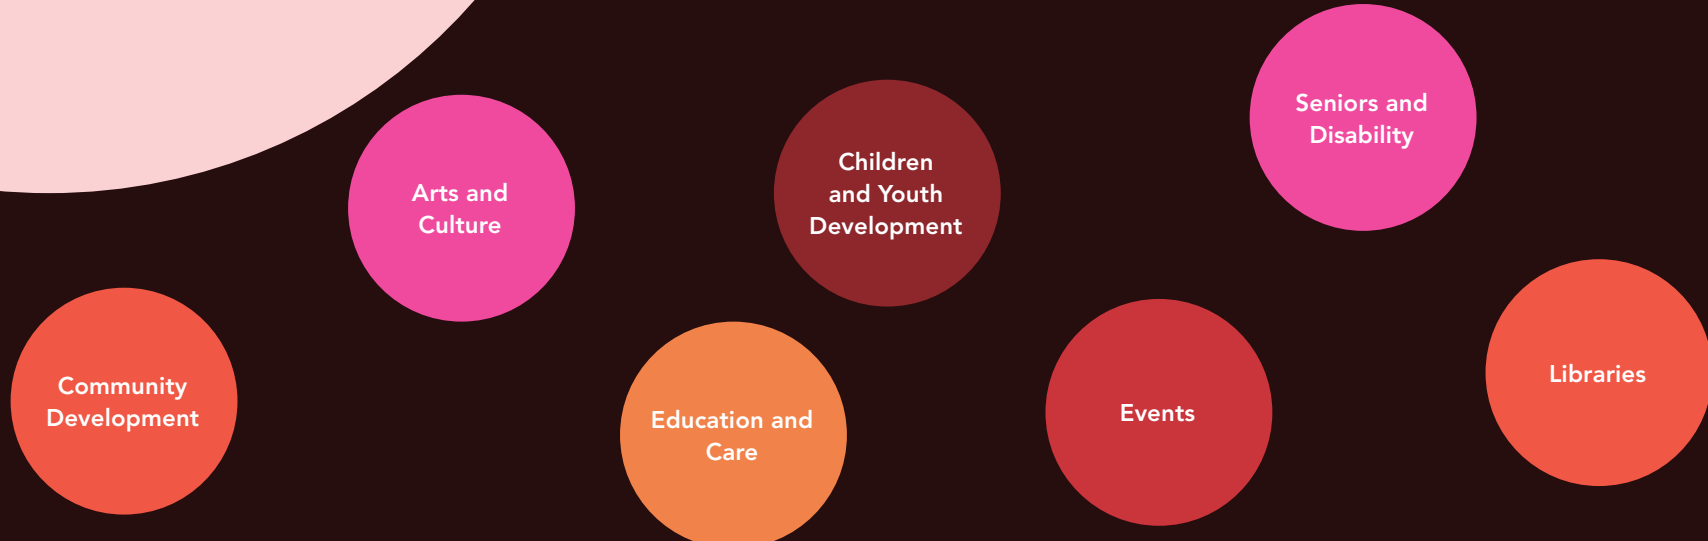 Community
Development
Arts and
Culture
Education and
Care
Children
and Youth
Development
Events
Seniors and
Disability
Libraries